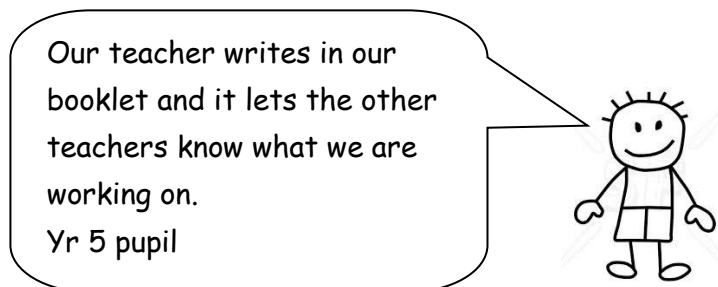 Our teacher writes in our
booklet and it lets the other
teachers know what we are
working on.
Yr 5 pupil